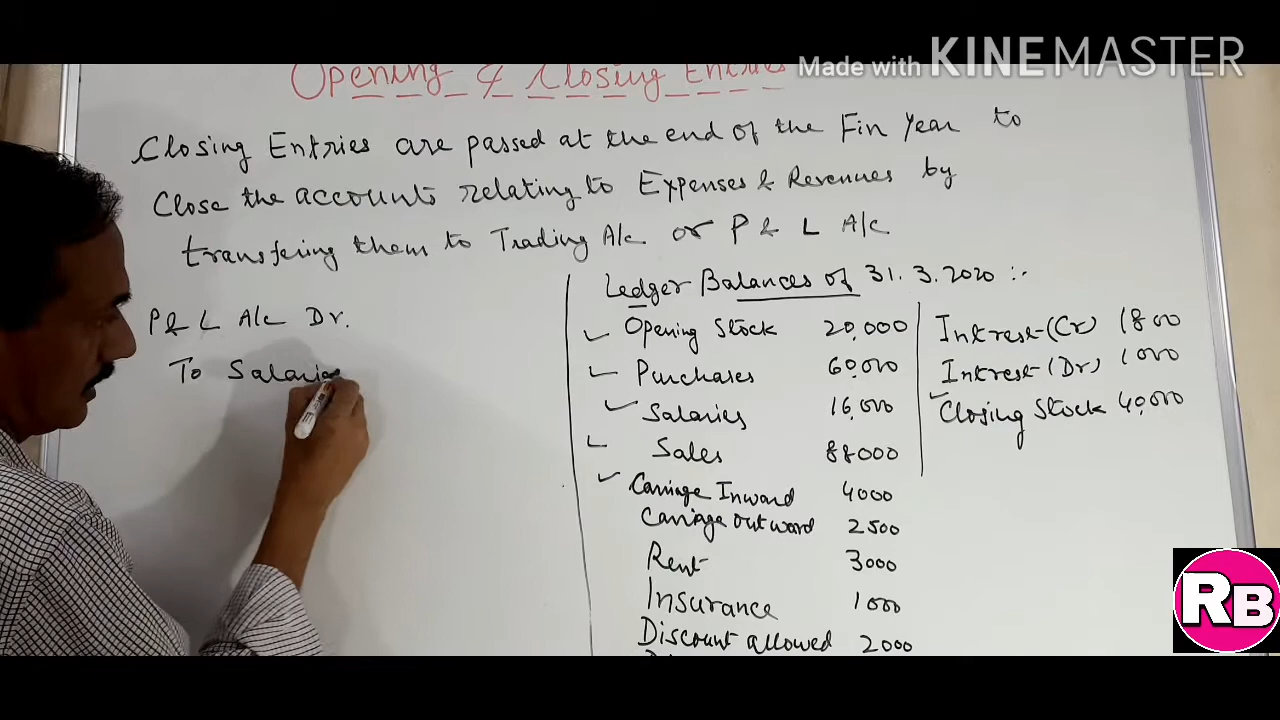 Made with KINEMASTER
Opening & Closing Entries
Closing Entries are passed at the end of the Fin Year to
Close the accounts relating to Expenses & Revenues by
transfering them to Trading A/c or P & L A/c
P & L A/c Dr.
To Salaries
Ledger Balances of 31.3.2020 :-
Opening Stock 20,000
Purchases 60,000
Salaries 16,000
Sales 88000
Carriage Inward 4000
Carriage outward 2500
Rent 3000
Insurance 1000
Discount allowed 2000
Intrest (Cr) 1800
Intrest (Dr) 1000
Closing Stock 40,000
RB